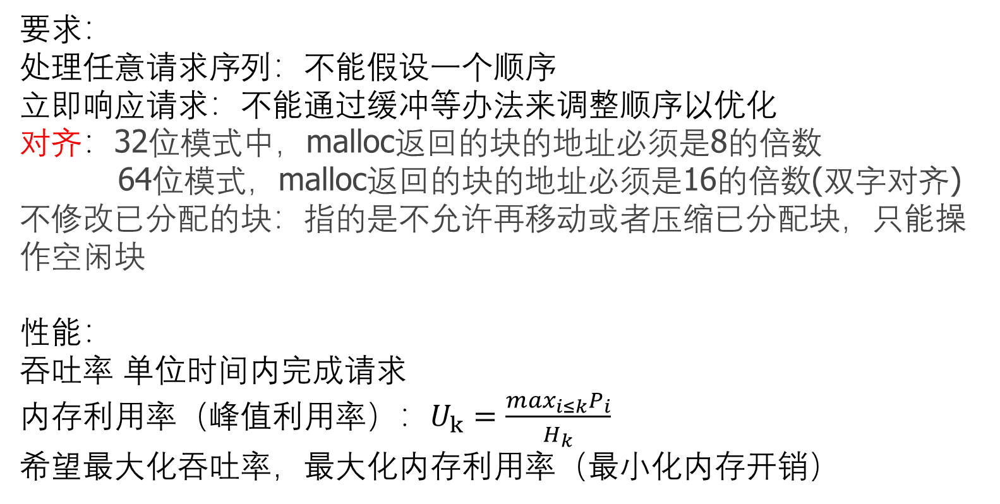 要求：
处理任意请求序列：不能假设一个顺序
立即响应请求：不能通过缓冲等办法来调整顺序以优化
对齐：32位模式中，malloc返回的块的地址必须是8的倍数
64位模式，malloc返回的块的地址必须是16的倍数(双字对齐)
不修改已分配的块：指的是不允许再移动或者压缩已分配块，只能操
作空闲块
性能：
吞吐率 单位时间内完成请求
内存利用率（峰值利用率）：U_k = \frac{max_{i≤k}P_i}{H_k}
希望最大化吞吐率，最大化内存利用率（最小化内存开销）